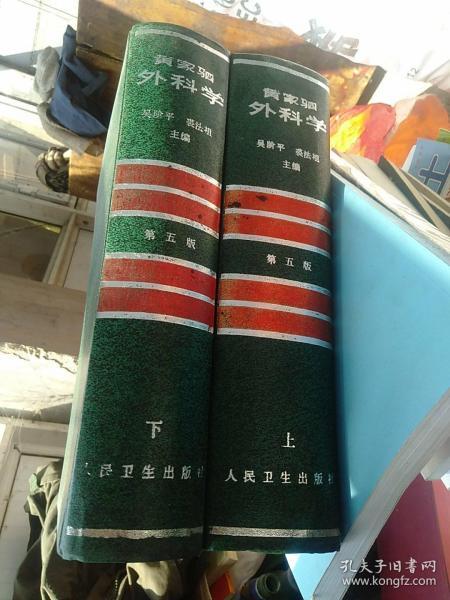 黄家驷
外科学
吴阶平 裘法祖
主编
第五版
下
人民卫生出版社
黄家驷
外科学
吴阶平 裘法祖
主编
第五版
上
人民卫生出版社
孔夫子旧书网
kongfz.com